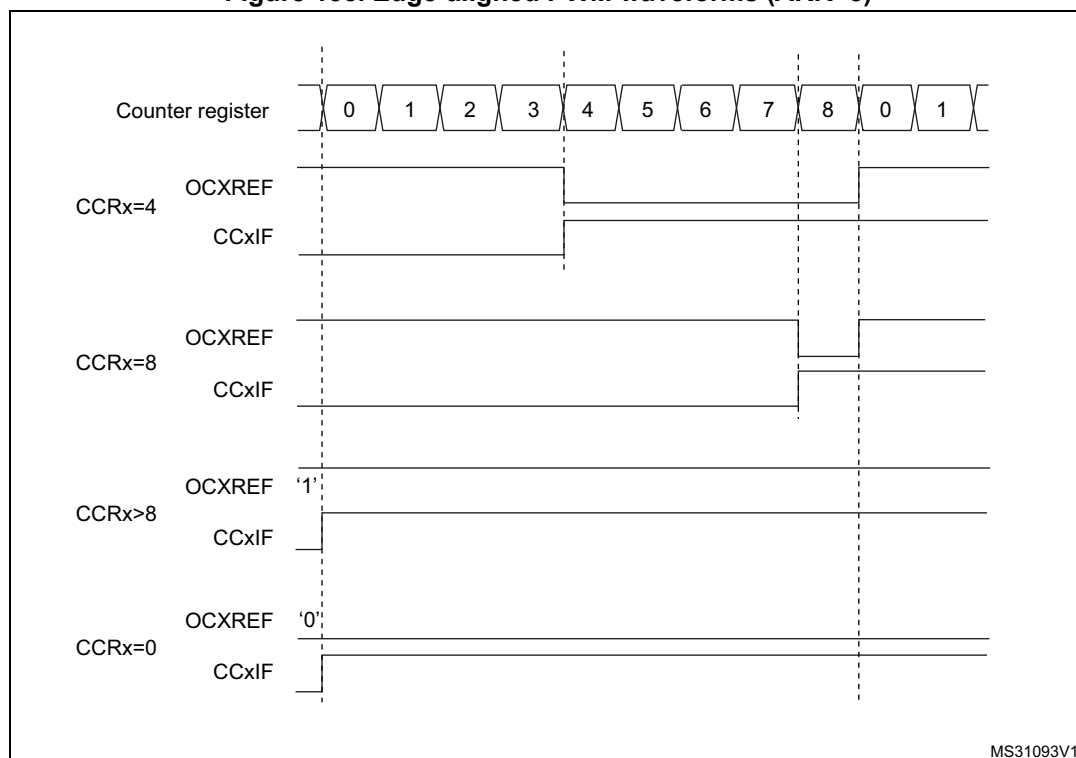 Counter register 0 1 2 3 4 5 6 7 8 0 1
OCXREF
CCRx=4
CCxIF
OCXREF
CCRx=8
CCxIF
OCXREF ‘1’
CCRx>8
CCxIF
OCXREF ‘0’
CCRx=0
CCxIF
MS31093V1